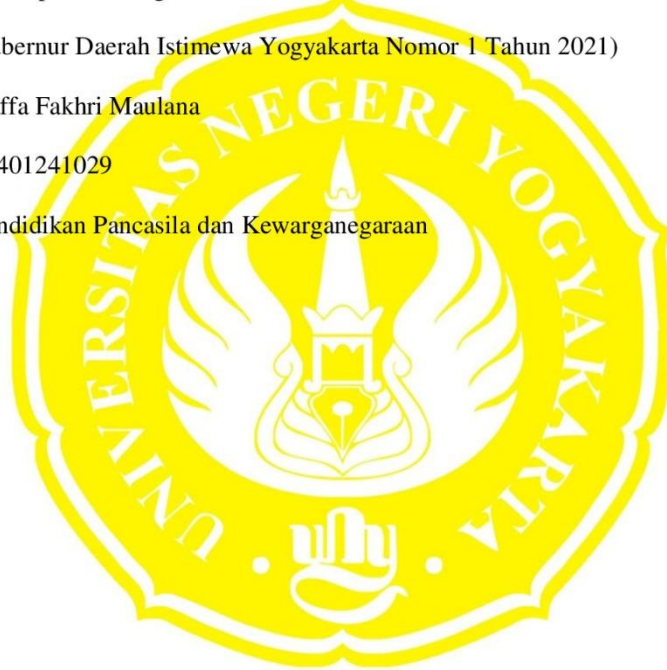 bernur Daerah Istimewa Yogyakarta Nomor 1 Tahun 2021)
ffa Fakhri Maulana
401241029
ndidikan Pancasila dan Kewarganegaraan
UNIVERSITAS NEGERI YOGYAKARTA
uny